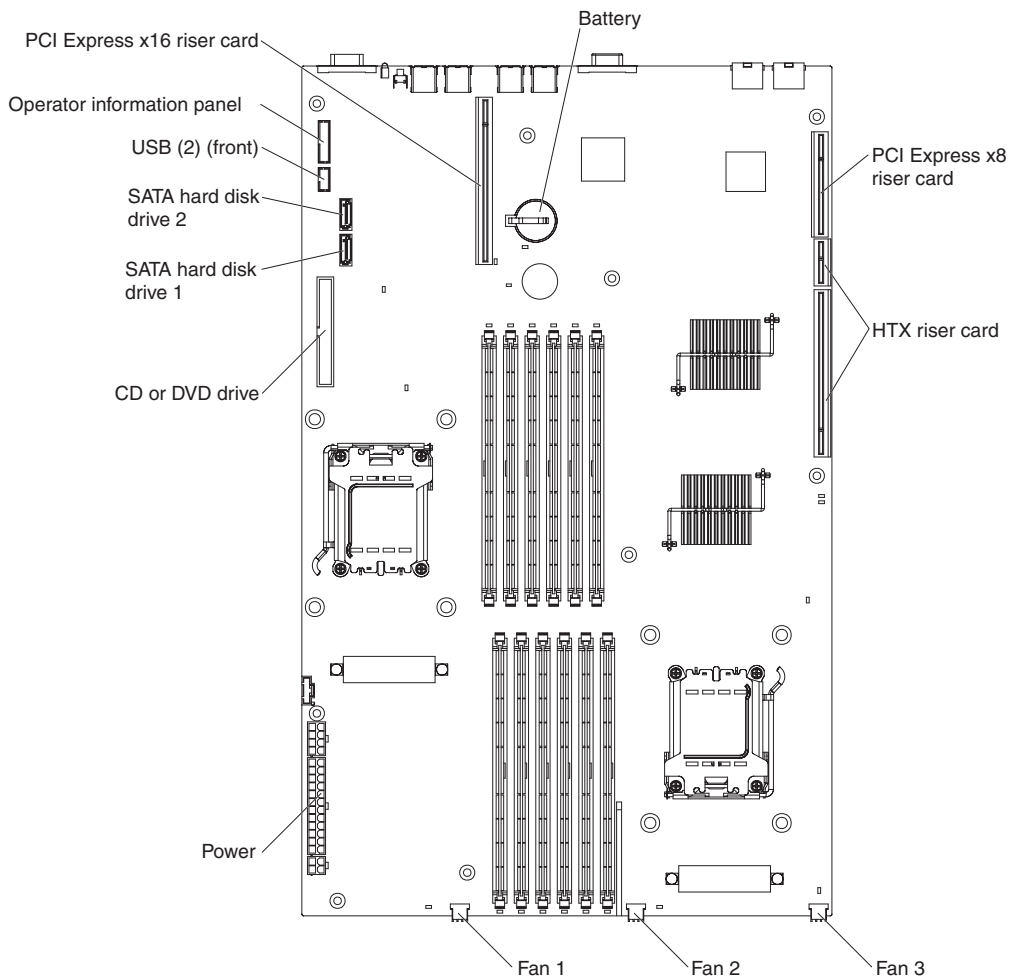 Battery
PCI Express x16 riser card
Operator information panel
USB (2) (front)
SATA hard disk
drive 2
SATA hard disk
drive 1
CD or DVD drive
PCI Express x8
riser card
HTX riser card
Power
Fan 1
Fan 2
Fan 3